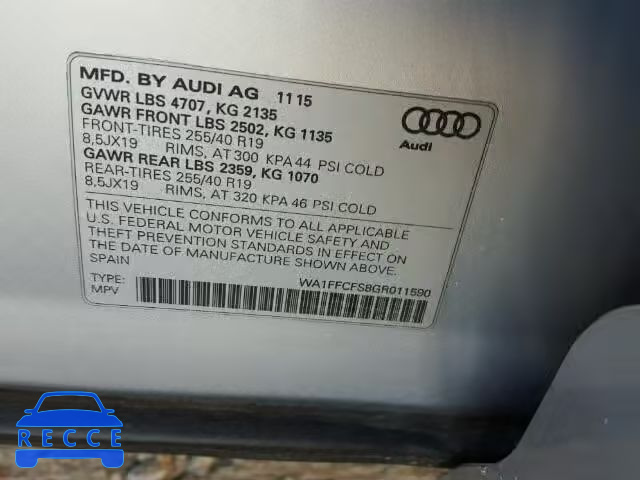 MFD. BY AUDI AG 11 15
GVWR LBS 4707, KG 2135
GAWR FRONT LBS 2502, KG 1135
FRONT-TIRES 255/40 R19
8,5JX19 RIMS, AT 300 KPA 44 PSI COLD
GAWR REAR LBS 2359, KG 1070
REAR-TIRES 255/40 R19
8,5JX19 RIMS, AT 320 KPA 46 PSI COLD
Audi
THIS VEHICLE CONFORMS TO ALL APPLICABLE
U.S. FEDERAL MOTOR VEHICLE SAFETY AND
THEFT PREVENTION STANDARDS IN EFFECT ON
THE DATE OF MANUFACTURE SHOWN ABOVE.
SPAIN
TYPE:
MPV
WA1FFCFS8GR011590
RECCE